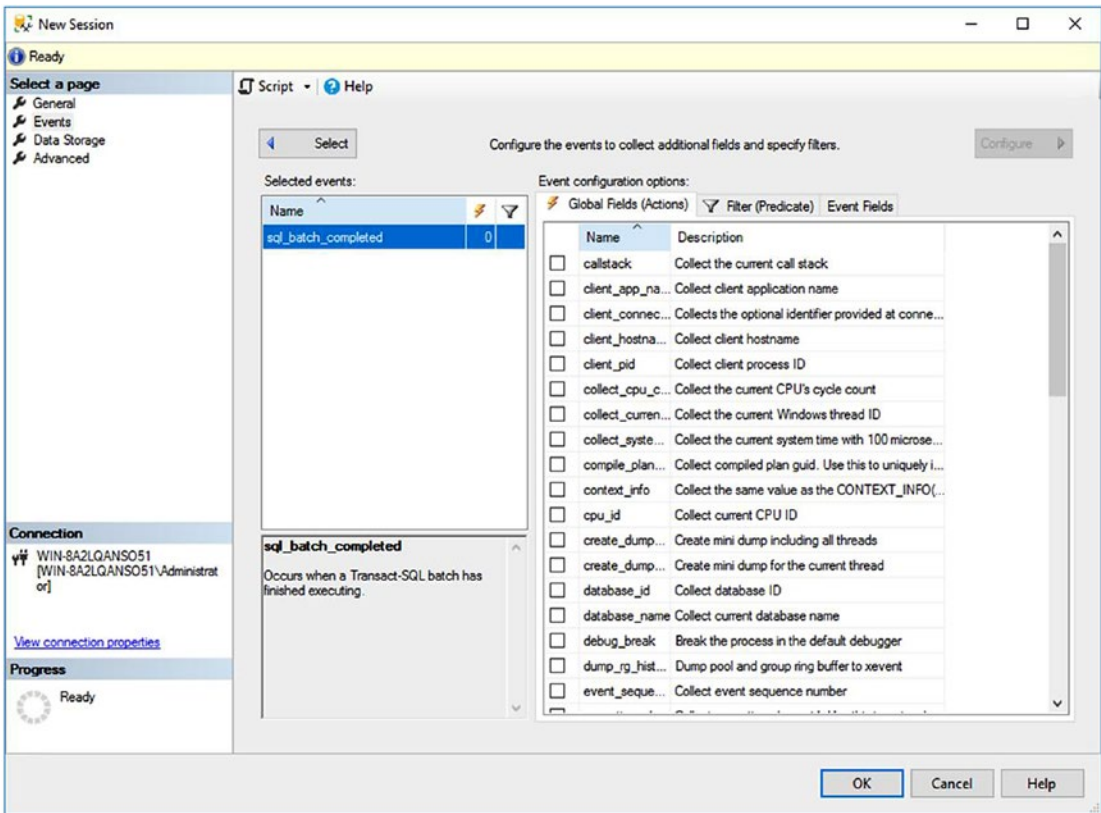 New Session
Ready
Select a page
General
Events
Data Storage
Advanced
Script
Help
Select
Configure the events to collect additional fields and specify filters.
Configure
Selected events:
Name
sql_batch_completed 0
Event configuration options:
Global Fields (Actions) Filter (Predicate) Event Fields
Name Description
callstack Collect the current call stack
client_app_na... Collect client application name
client_connec... Collects the optional identifier provided at conne...
client_hostna... Collect client hostname
client_pid Collect client process ID
collect_cpu_c... Collect the current CPU's cycle count
collect_curren... Collect the current Windows thread ID
collect_syste... Collect the current system time with 100 microse...
compile_plan... Collect compiled plan guid. Use this to uniquely i...
context_info Collect the same value as the CONTEXT_INFO(...
cpu_id Collect current CPU ID
create_dump... Create mini dump including all threads
create_dump... Create mini dump for the current thread
database_id Collect database ID
database_name Collect current database name
debug_break Break the process in the default debugger
dump_rg_hist... Dump pool and group ring buffer to xevent
event_seque... Collect event sequence number
sql_batch_completed
Occurs when a Transact-SQL batch has
finished executing.
Connection
WIN-8A2LQANSO51
[WIN-8A2LQANSO51\Administrat
or]
View connection properties
Progress
Ready
OK Cancel Help